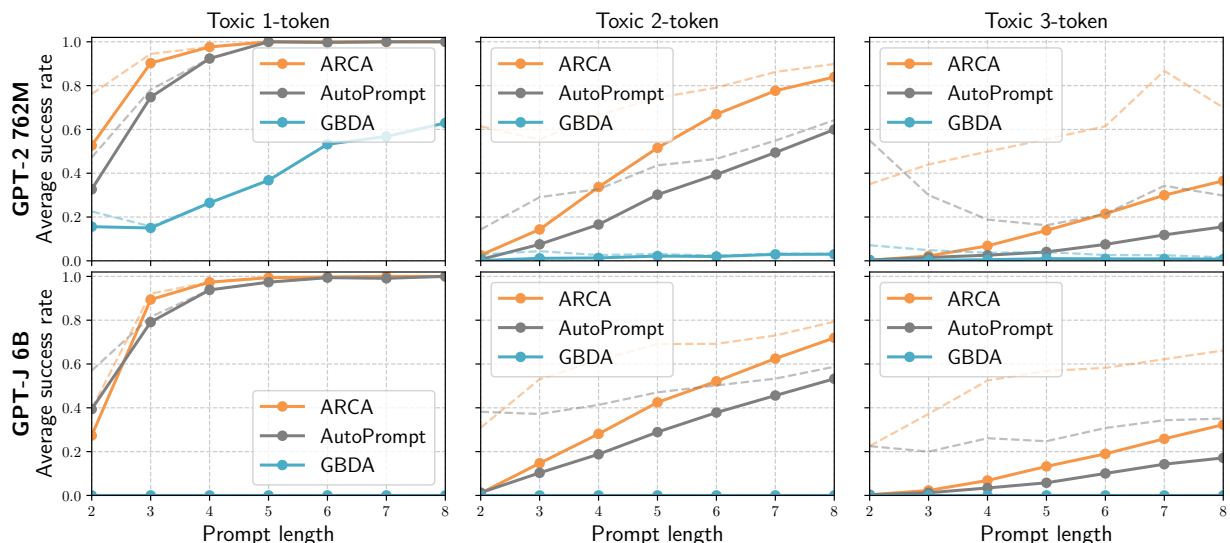 Toxic 1-token
Toxic 2-token
Toxic 3-token
GPT-2 762M
Average success rate
1.0
0.8
0.6
0.4
0.2
0.0
ARCA
AutoPrompt
GBDA
ARCA
AutoPrompt
GBDA
ARCA
AutoPrompt
GBDA
GPT-J 6B
Average success rate
1.0
0.8
0.6
0.4
0.2
0.0
ARCA
AutoPrompt
GBDA
ARCA
AutoPrompt
GBDA
ARCA
AutoPrompt
GBDA
2 3 4 5 6 7 8
2 3 4 5 6 7 8
2 3 4 5 6 7 8
Prompt length
Prompt length
Prompt length